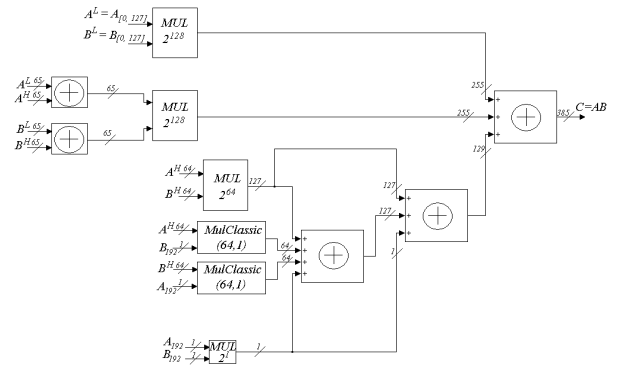 A^L = A_[0, 127]
B^L = B_[0, 127]
MUL
2^128
255
A^L 65
A^H 65
65
B^L 65
B^H 65
65
MUL
2^128
255
+
+
+
385
C=AB
129
A^H 64
B^H 64
MUL
2^64
127
127
+
+
+
127
1
A^H 64
B_192 1
MulClassic
(64,1)
64
B^H 64
A_192 1
MulClassic
(64,1)
64
+
+
+
+
A_192 1
B_192 1
MUL
2^1
1